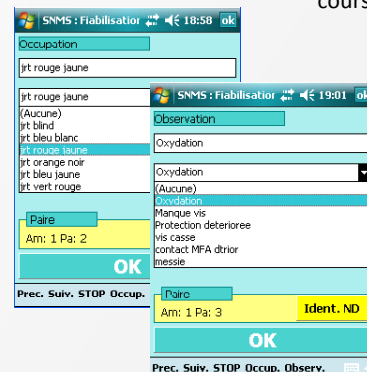 cours
SNMS : Fiabilisatior 18:58 ok
Occupation
jrt rouge jaune
jrt rouge jaune
(Aucune)
jrt blind
jrt bleu blanc
jrt rouge jaune
jrt orange noir
jrt bleu jaune
jrt vert rouge
Paire
Am: 1 Pa: 2
OK
Prec. Suiv. STOP Occup.
SNMS : Fiabilisatior 19:01 ok
Observation
Oxydation
Oxydation
(Aucune)
Oxydation
Manque vis
Protection deterioree
vis casse
contact MFA dtrior
messie
Paire
Am: 1 Pa: 3
Ident. ND
OK
Prec. Suiv. STOP Occup. Observ.